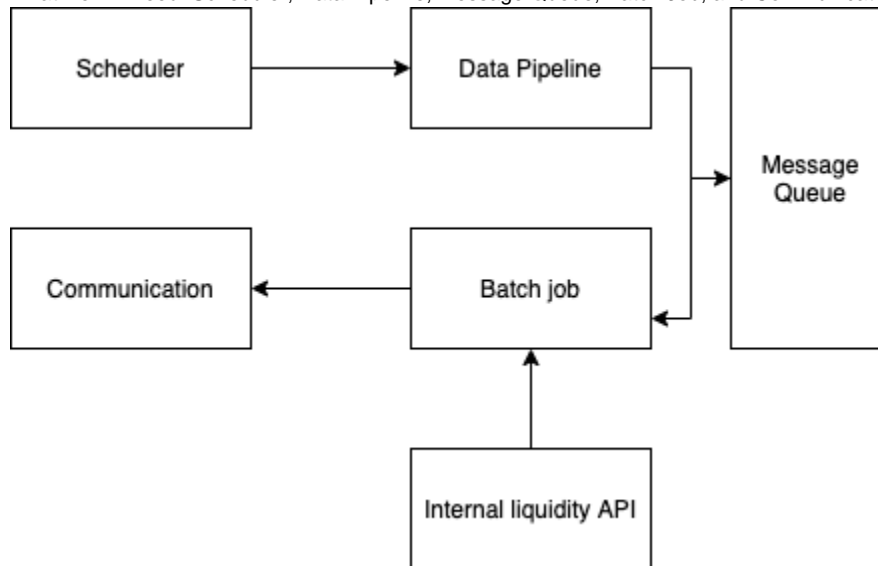 Scheduler
Data Pipeline
Message
Queue
Communication
Batch job
Internal liquidity API